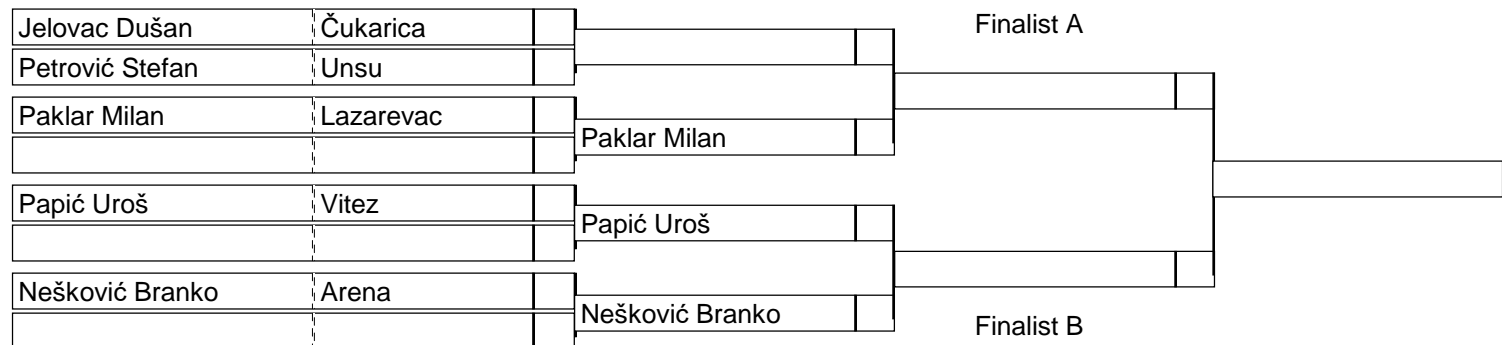 Jelovac Dušan Čukarica
Finalist A
Petrović Stefan Unsu
Paklar Milan Lazarevac
Paklar Milan
Papić Uroš Vitez
Papić Uroš
Nešković Branko Arena
Nešković Branko
Finalist B